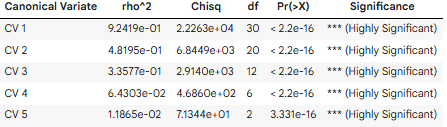 Canonical Variate rho^2 Chisq df Pr(>X) Significance
CV 1 9.2419e-01 2.2263e+04 30 < 2.2e-16 *** (Highly Significant)
CV 2 4.8195e-01 6.8449e+03 20 < 2.2e-16 *** (Highly Significant)
CV 3 3.3577e-01 2.9140e+03 12 < 2.2e-16 *** (Highly Significant)
CV 4 6.4303e-02 4.6860e+02 6 < 2.2e-16 *** (Highly Significant)
CV 5 1.1865e-02 7.1344e+01 2 3.331e-16 *** (Highly Significant)